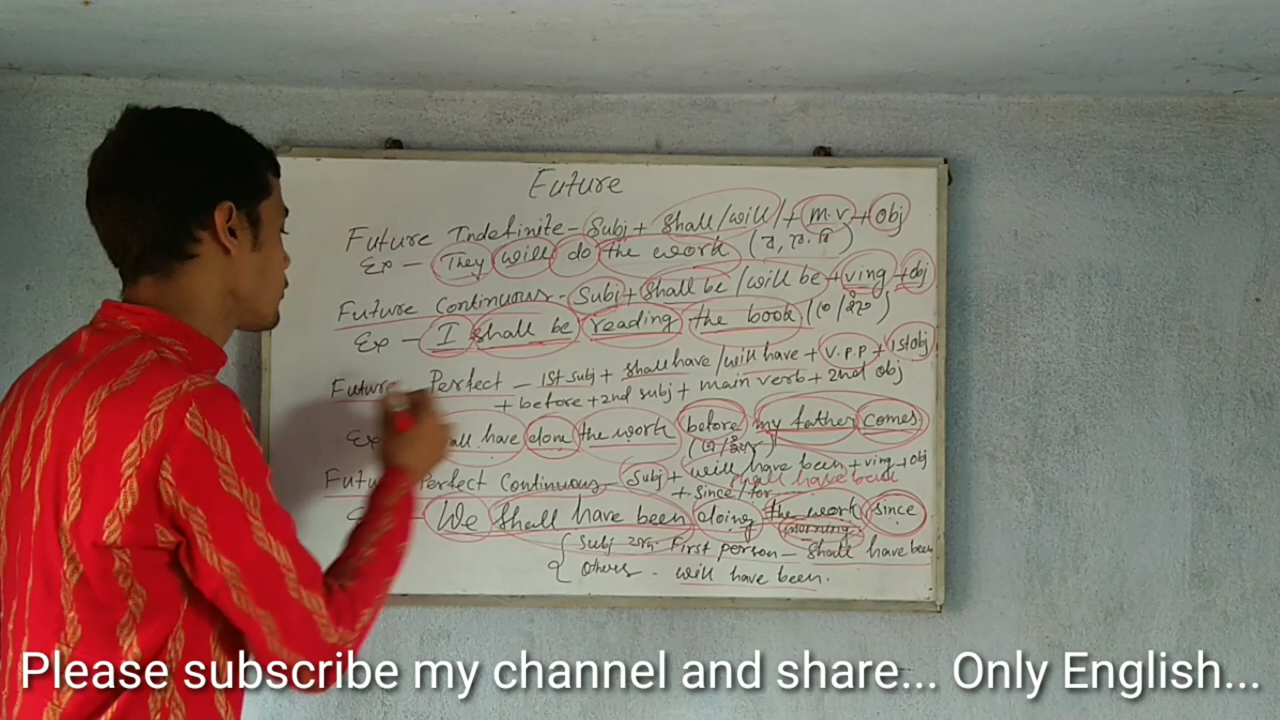 Future
Future Indefinite - Subj + shall/will/ + m.v + obj
Ex - They will do the work (ব, ব. বি)
Future Continuous - Subj + shall be/will be + ving + obj
Ex - I shall be reading the book
Future Perfect - 1st subj + shall have/will have + V.P.P + 1st obj
+ before + 2nd subj + main verb + 2nd obj
Ex all have done the work before my father comes
Future Perfect Continuous - Subj + will have been + ving + obj
shall have been
+ since/for
We shall have been doing the work since
morning
Subj First person - shall have been
Others - will have been.
Please subscribe my channel and share... Only English...